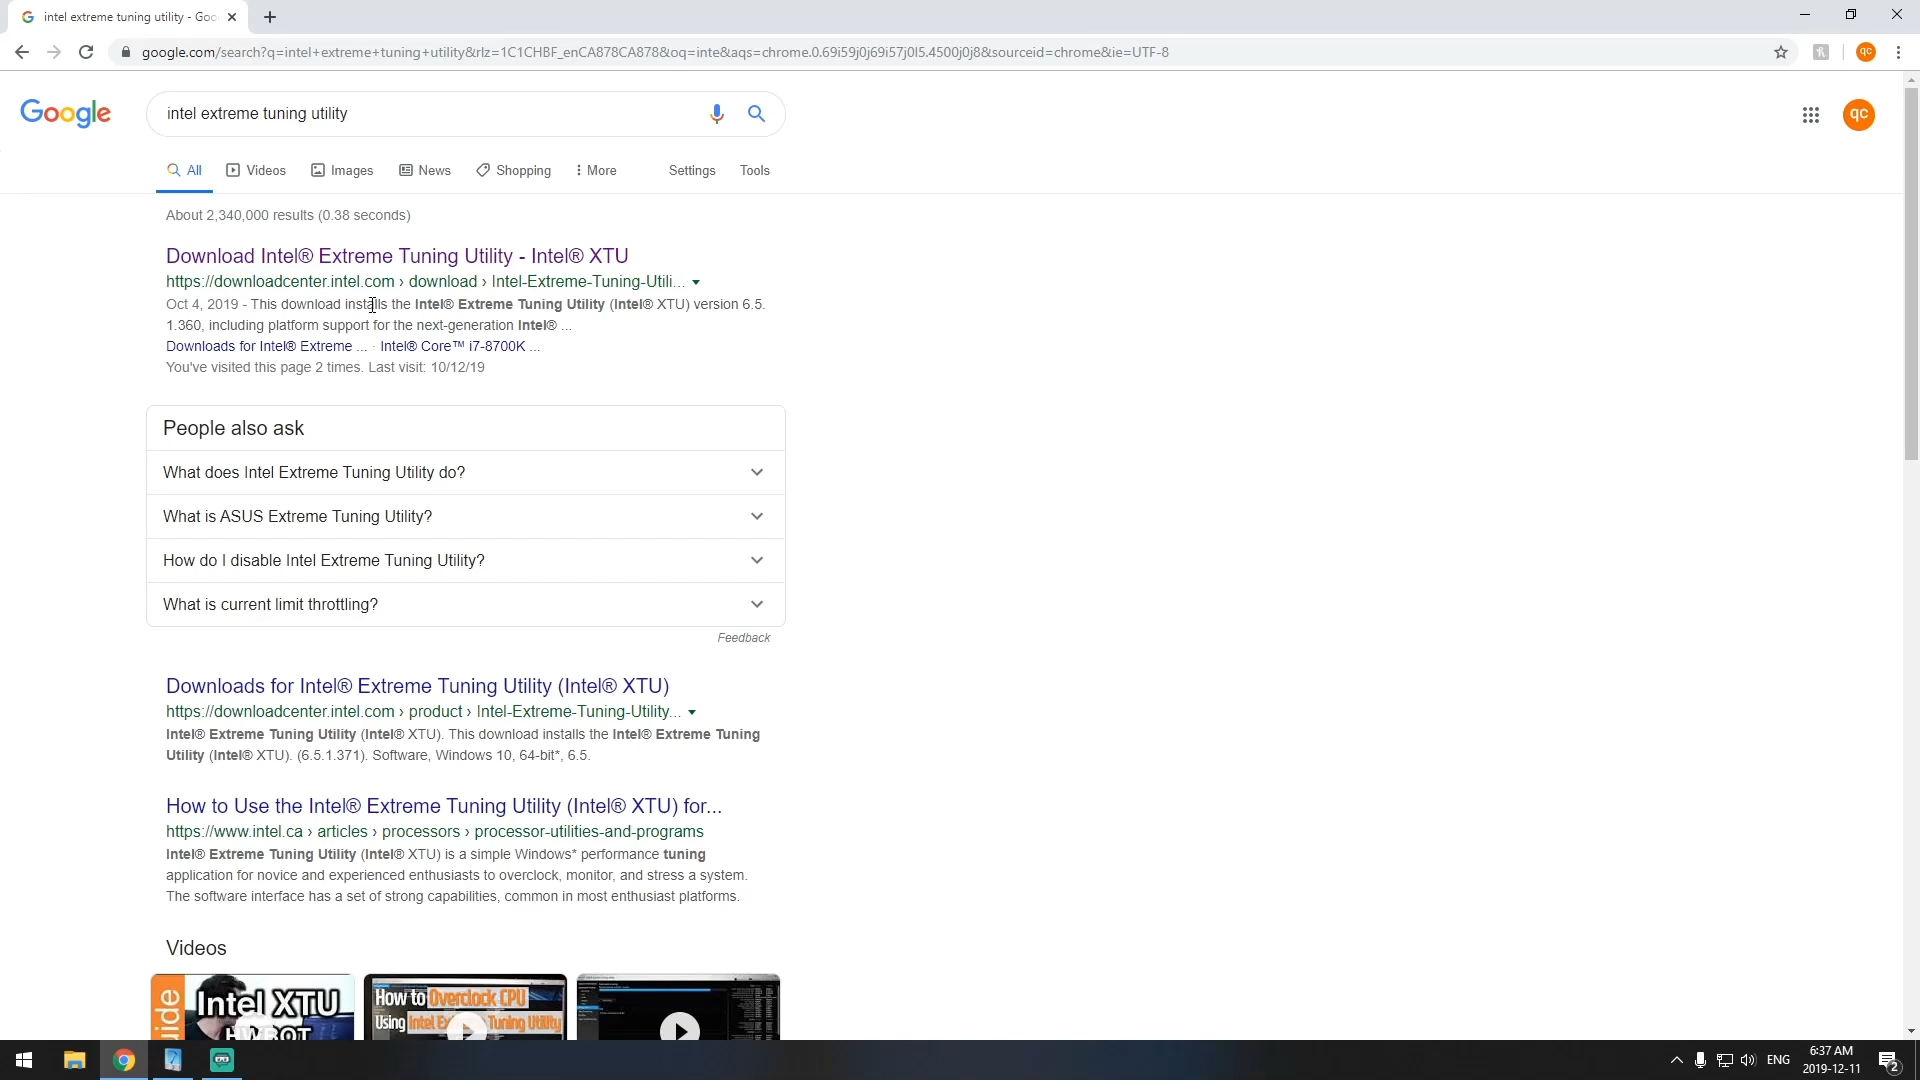 intel extreme tuning utility - Goo
google.com/search?q=intel+extreme+tuning+utility&rlz=1C1CHBF_enCA878CA878&oq=inte&aqs=chrome.0.69i59j0j69i57j0l5.4500j0j8&sourceid=chrome&ie=UTF-8
qc
Google
intel extreme tuning utility
qc
All
Videos
Images
News
Shopping
More
Settings
Tools
About 2,340,000 results (0.38 seconds)
Download Intel® Extreme Tuning Utility - Intel® XTU
https://downloadcenter.intel.com › download › Intel-Extreme-Tuning-Utili...
Oct 4, 2019 - This download installs the Intel® Extreme Tuning Utility (Intel® XTU) version 6.5.
1.360, including platform support for the next-generation Intel® ...
Downloads for Intel® Extreme ... · Intel® Core™ i7-8700K ...
You've visited this page 2 times. Last visit: 10/12/19
People also ask
What does Intel Extreme Tuning Utility do?
What is ASUS Extreme Tuning Utility?
How do I disable Intel Extreme Tuning Utility?
What is current limit throttling?
Feedback
Downloads for Intel® Extreme Tuning Utility (Intel® XTU)
https://downloadcenter.intel.com › product › Intel-Extreme-Tuning-Utility...
Intel® Extreme Tuning Utility (Intel® XTU). This download installs the Intel® Extreme Tuning
Utility (Intel® XTU). (6.5.1.371). Software, Windows 10, 64-bit*, 6.5.
How to Use the Intel® Extreme Tuning Utility (Intel® XTU) for...
https://www.intel.ca › articles › processors › processor-utilities-and-programs
Intel® Extreme Tuning Utility (Intel® XTU) is a simple Windows* performance tuning
application for novice and experienced enthusiasts to overclock, monitor, and stress a system.
The software interface has a set of strong capabilities, common in most enthusiast platforms.
Videos
Intel XTU
HWBOT
How to Overclock CPU
Using Intel Extreme Tuning Utility
ENG
6:37 AM
2019-12-11
2